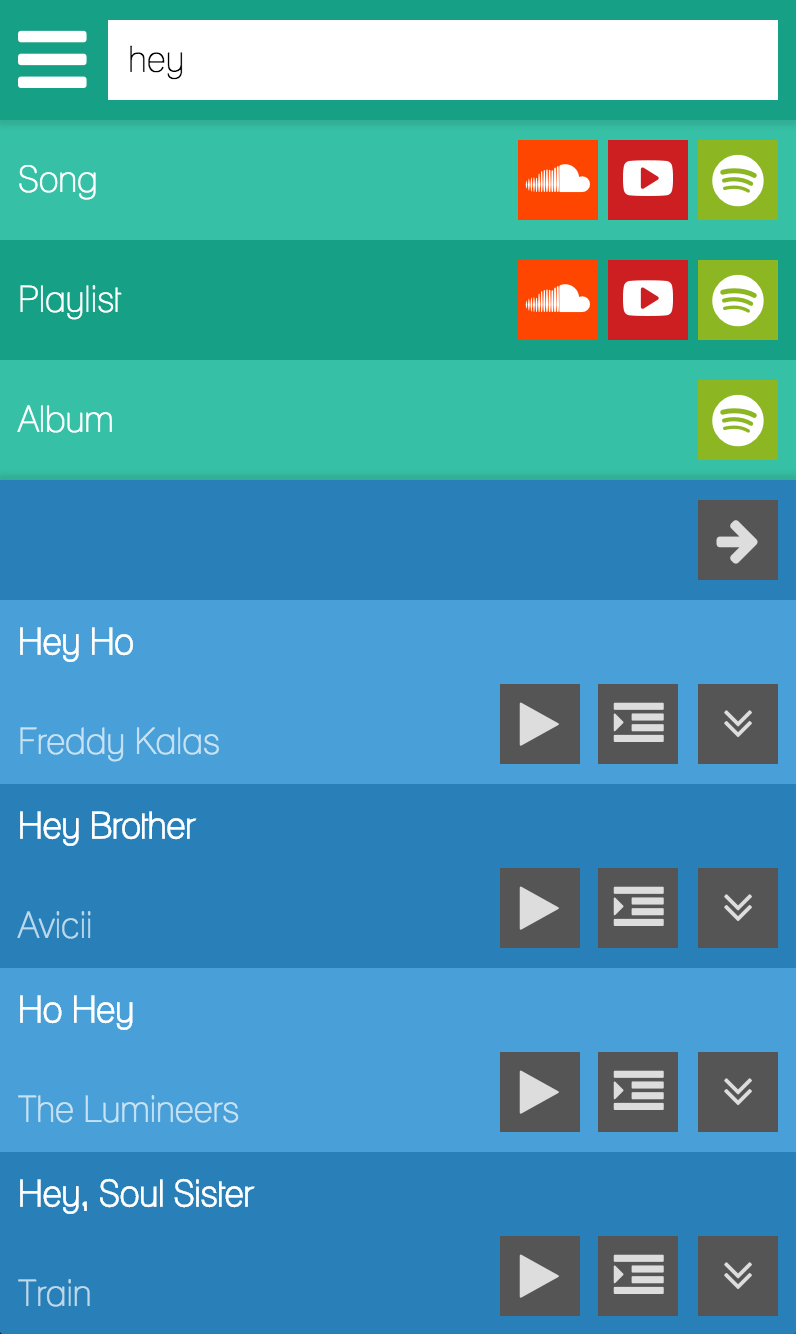 hey
Song
Playlist
Album
Hey Ho
Freddy Kalas
Hey Brother
Avicii
Ho Hey
The Lumineers
Hey, Soul Sister
Train